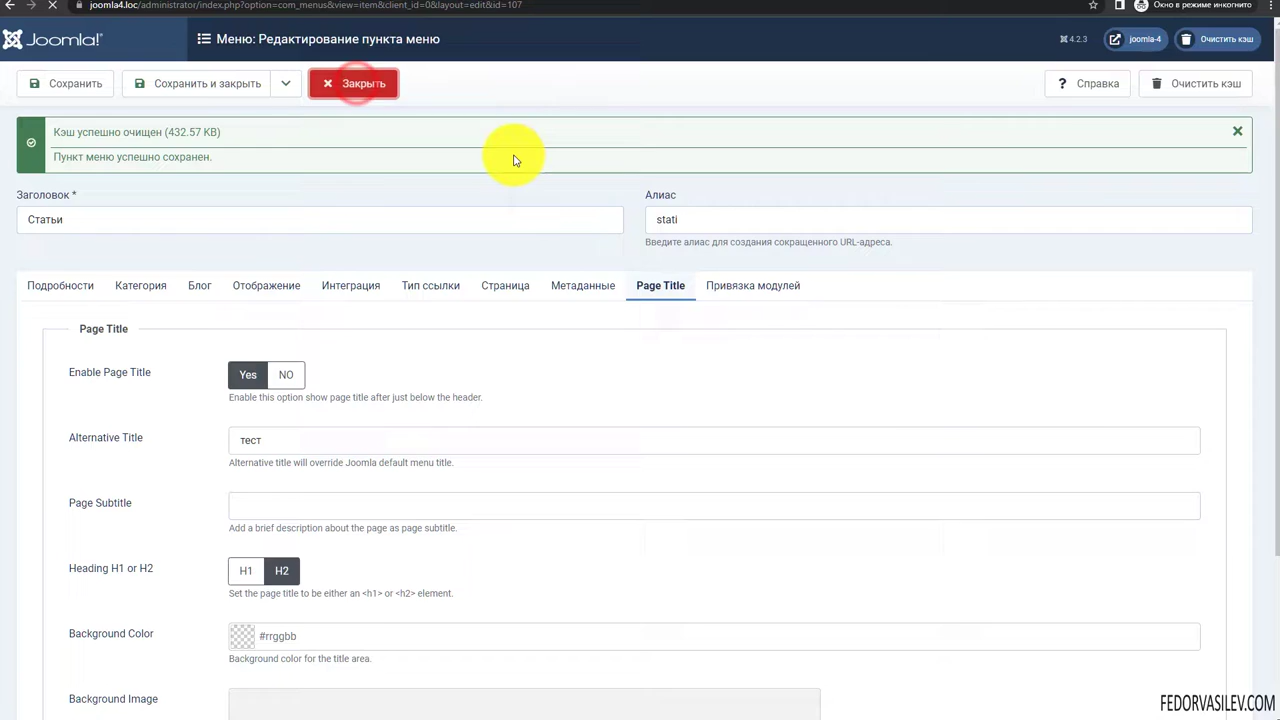 joomla4.loc/administrator/index.php?option=com_menus&view=item&client_id=0&layout=edit&id=107
Окно в режиме инкогнито
Joomla!
Меню: Редактирование пункта меню
4.2.3
joomla-4
Очистить кэш
Сохранить
Сохранить и закрыть
Закрыть
Справка
Очистить кэш
Кэш успешно очищен (432.57 KB)
Пункт меню успешно сохранен.
Заголовок *
Алиас
Статьи
stati
Введите алиас для создания сокращенного URL-адреса.
Подробности
Категория
Блог
Отображение
Интеграция
Тип ссылки
Страница
Метаданные
Page Title
Привязка модулей
Page Title
Enable Page Title
Yes
NO
Enable this option show page title after just below the header.
Alternative Title
тест
Alternative title will override Joomla default menu title.
Page Subtitle
Add a brief description about the page as page subtitle.
Heading H1 or H2
H1
H2
Set the page title to be either an <h1> or <h2> element.
Background Color
#rrggbb
Background color for the title area.
Background Image
FEDORVASILEV.COM